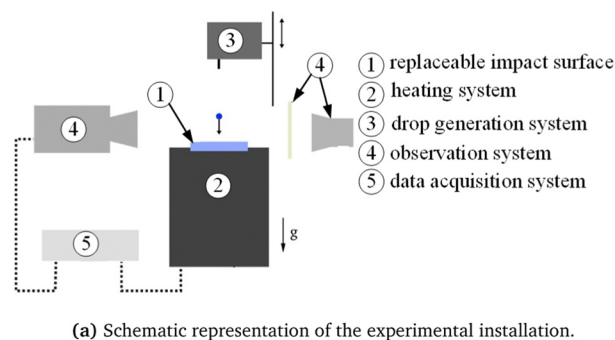 3
4
1 replaceable impact surface
1
2 heating system
4
3 drop generation system
4 observation system
2
5 data acquisition system
5
g
(a) Schematic representation of the experimental installation.